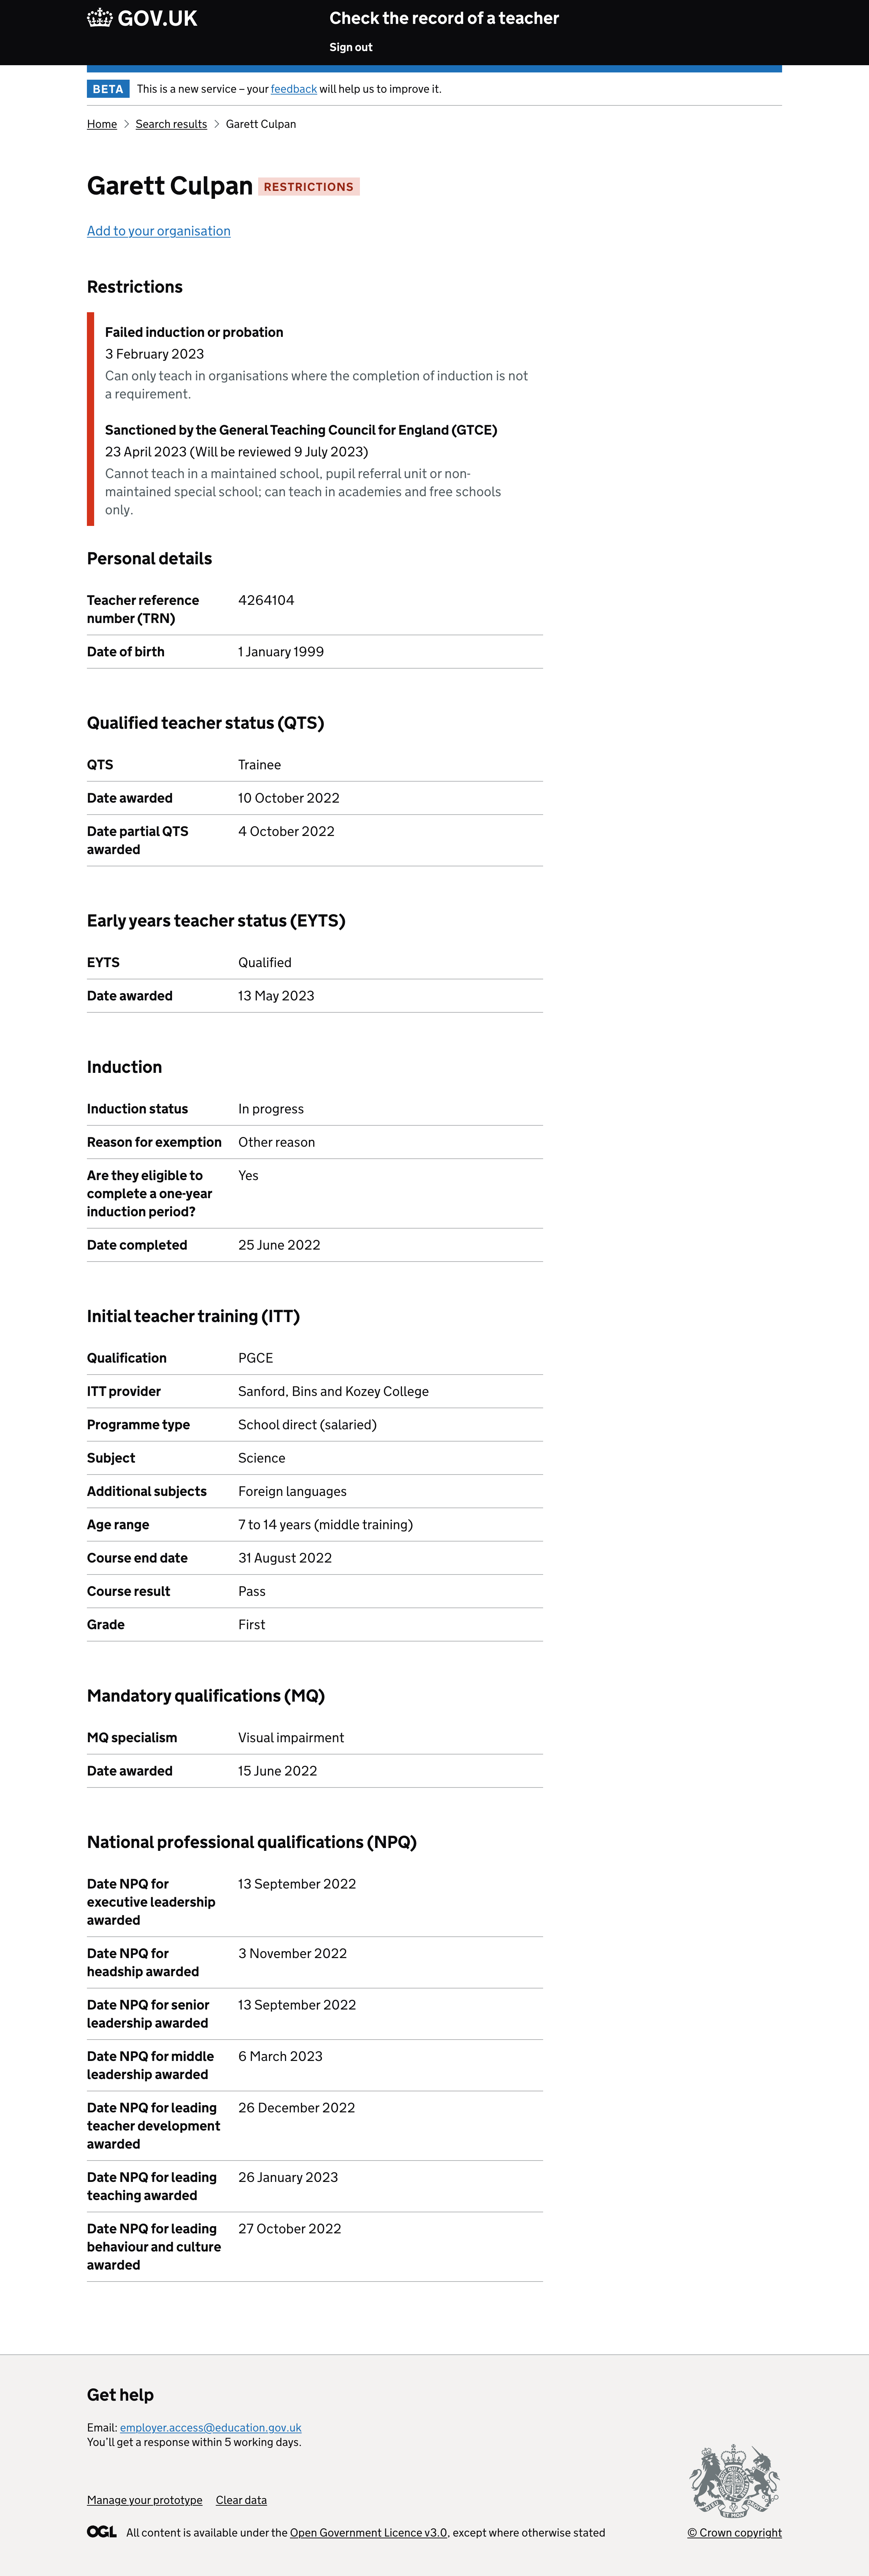 GOV.UK
Check the record of a teacher
Sign out
BETA This is a new service – your feedback will help us to improve it.
Home > Search results > Garett Culpan
Garett Culpan RESTRICTIONS
Add to your organisation
Restrictions
Failed induction or probation
3 February 2023
Can only teach in organisations where the completion of induction is not
a requirement.
Sanctioned by the General Teaching Council for England (GTCE)
23 April 2023 (Will be reviewed 9 July 2023)
Cannot teach in a maintained school, pupil referral unit or non-
maintained special school; can teach in academies and free schools
only.
Personal details
Teacher reference 4264104
number (TRN)
Date of birth 1 January 1999
Qualified teacher status (QTS)
QTS Trainee
Date awarded 10 October 2022
Date partial QTS 4 October 2022
awarded
Early years teacher status (EYTS)
EYTS Qualified
Date awarded 13 May 2023
Induction
Induction status In progress
Reason for exemption Other reason
Are they eligible to Yes
complete a one-year
induction period?
Date completed 25 June 2022
Initial teacher training (ITT)
Qualification PGCE
ITT provider Sanford, Bins and Kozey College
Programme type School direct (salaried)
Subject Science
Additional subjects Foreign languages
Age range 7 to 14 years (middle training)
Course end date 31 August 2022
Course result Pass
Grade First
Mandatory qualifications (MQ)
MQ specialism Visual impairment
Date awarded 15 June 2022
National professional qualifications (NPQ)
Date NPQ for 13 September 2022
executive leadership
awarded
Date NPQ for 3 November 2022
headship awarded
Date NPQ for senior 13 September 2022
leadership awarded
Date NPQ for middle 6 March 2023
leadership awarded
Date NPQ for leading 26 December 2022
teacher development
awarded
Date NPQ for leading 26 January 2023
teaching awarded
Date NPQ for leading 27 October 2022
behaviour and culture
awarded
Get help
Email: employer.access@education.gov.uk
You’ll get a response within 5 working days.
Manage your prototype Clear data
OGL All content is available under the Open Government Licence v3.0, except where otherwise stated
© Crown copyright